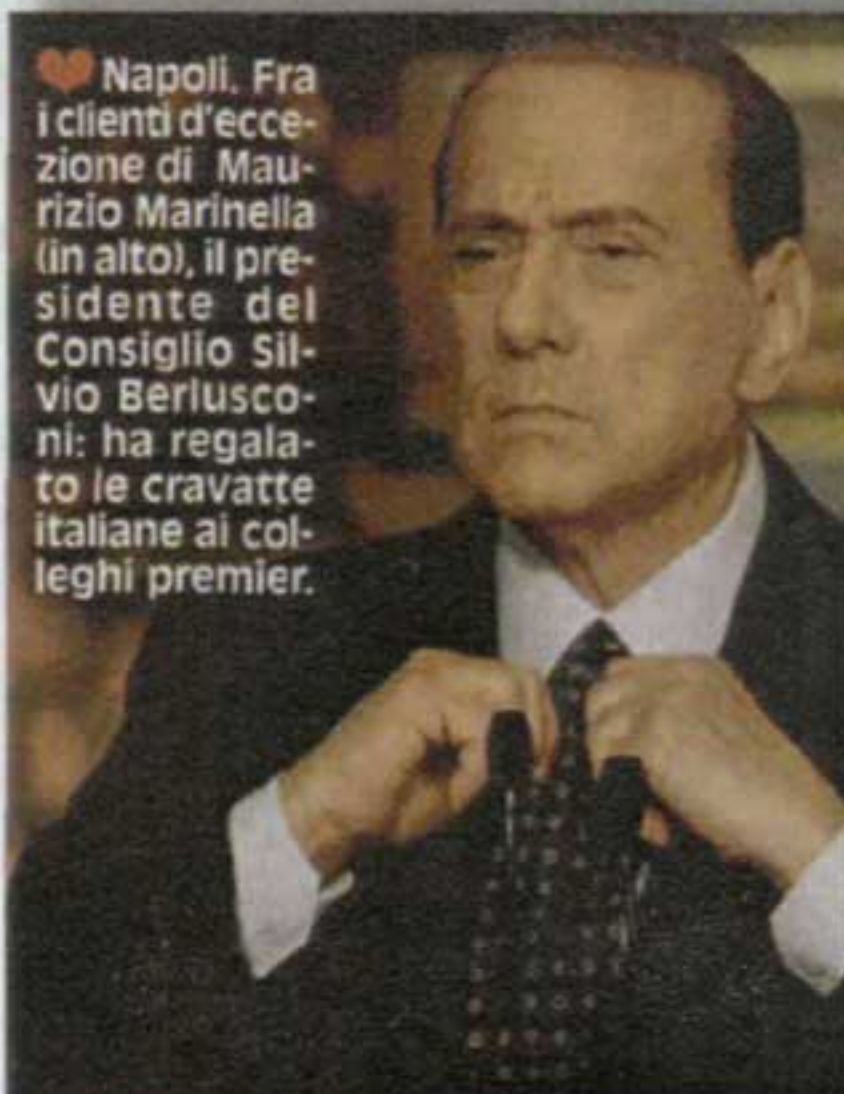 Napoli. Fra
i clienti d'ecce-
zione di Mau-
rizio Marinella
(in alto), il pre-
sidente del
Consiglio Sil-
vio Berlusco-
ni: ha regala-
to le cravatte
italiane ai col-
leghi premier.